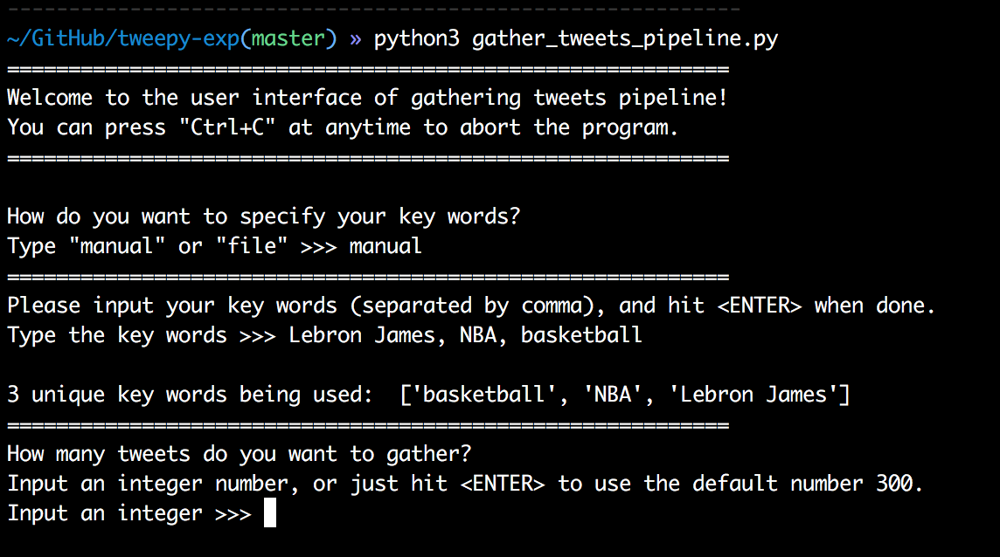 ------------------------------------------------------------
~/GitHub/tweepy-exp(master) » python3 gather_tweets_pipeline.py
===========================================================
Welcome to the user interface of gathering tweets pipeline!
You can press "Ctrl+C" at anytime to abort the program.
===========================================================
How do you want to specify your key words?
Type "manual" or "file" >>> manual
===========================================================
Please input your key words (separated by comma), and hit <ENTER> when done.
Type the key words >>> Lebron James, NBA, basketball
3 unique key words being used:  ['basketball', 'NBA', 'Lebron James']
===========================================================
How many tweets do you want to gather?
Input an integer number, or just hit <ENTER> to use the default number 300.
Input an integer >>>